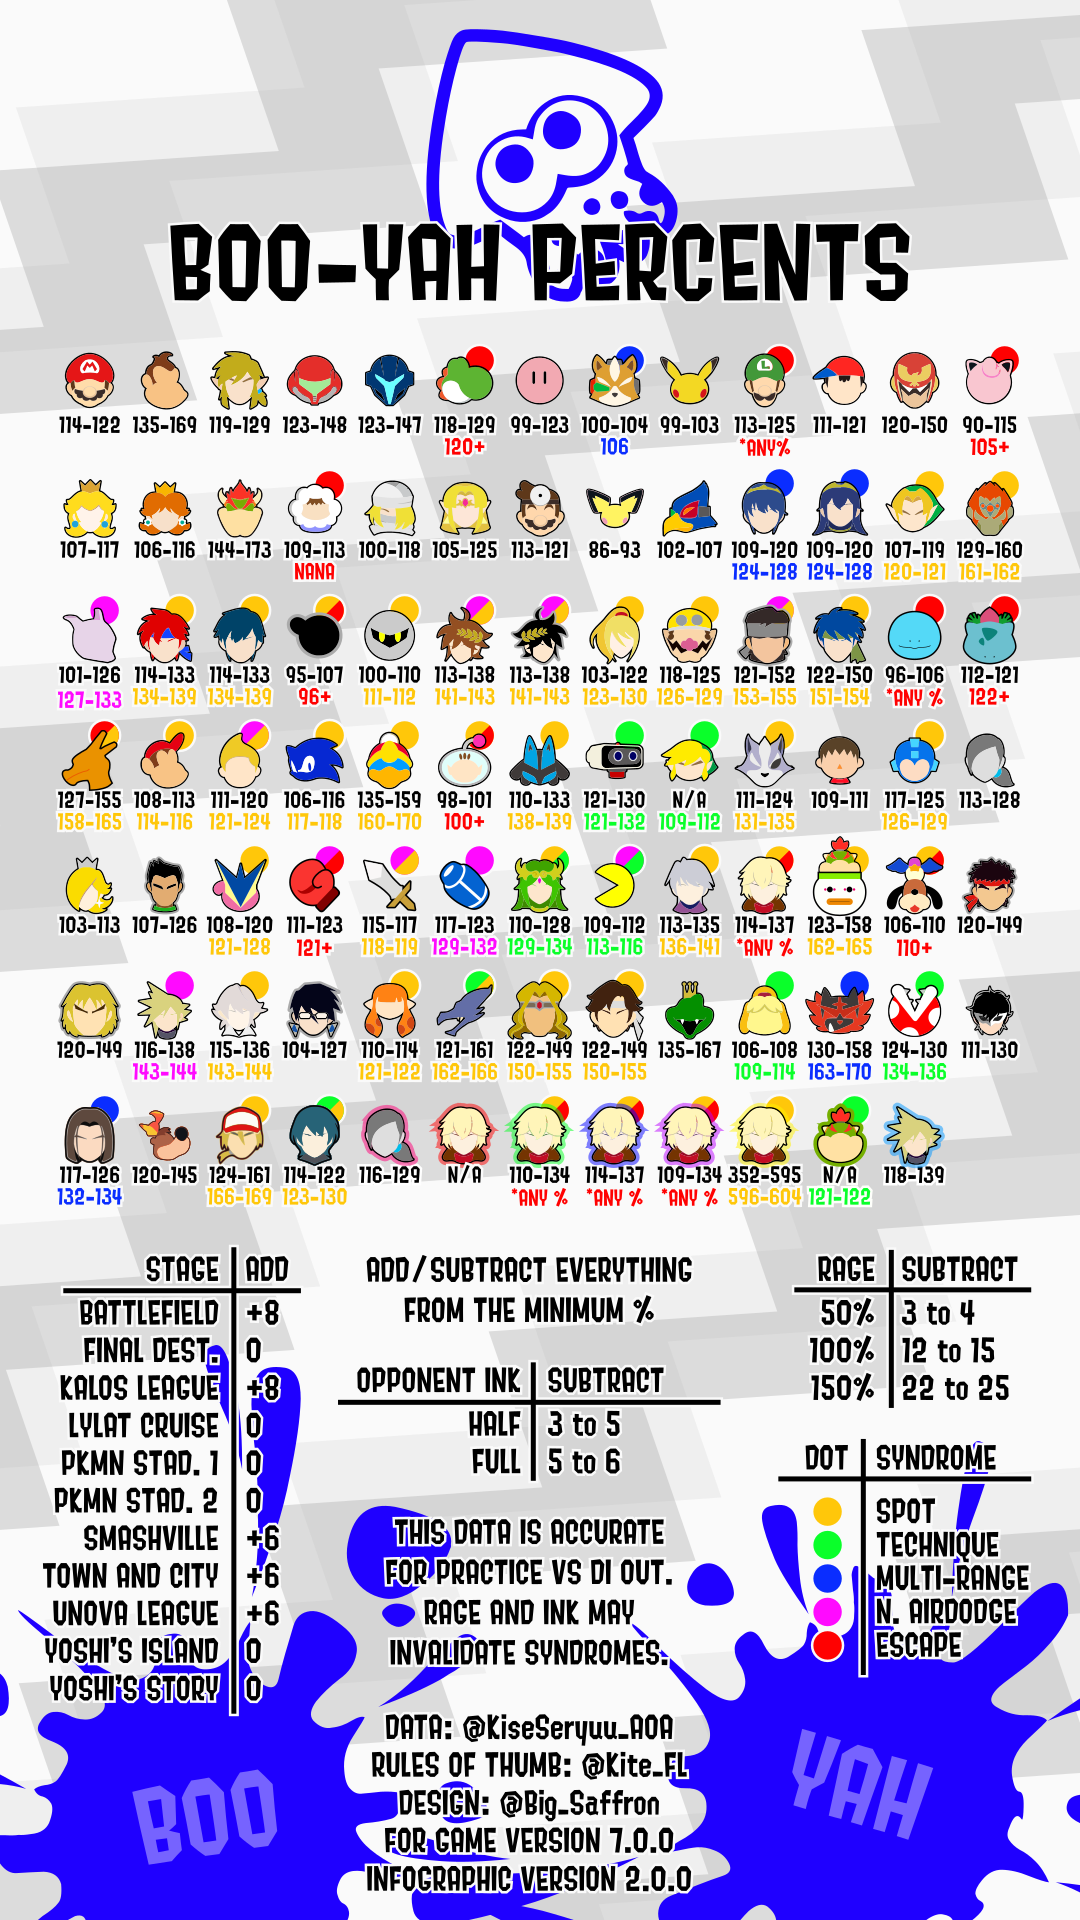 BOO-YAH PERCENTS
114-122 135-169 119-129 123-148 123-147 118-129 99-123 100-104 99-103 113-125 111-121 120-150 90-115
120+ 106 *ANY% 105+
107-117 106-116 144-173 109-113 100-118 105-125 113-121 86-93 102-107 109-120 109-120 107-119 129-160
NANA 124-128 124-128 120-121 161-162
101-126 114-133 114-133 95-107 100-110 113-138 113-138 103-122 118-125 121-152 122-150 96-106 112-121
127-133 134-139 134-139 96+ 111-112 141-143 141-143 123-130 126-129 153-155 151-154 *ANY % 122+
127-155 108-113 111-120 106-116 135-159 98-101 110-133 121-130 N/A 111-124 109-111 117-125 113-128
158-165 114-116 121-124 117-118 160-170 100+ 138-139 121-132 109-112 131-135 126-129
103-113 107-126 108-120 111-123 115-117 117-123 110-128 109-112 113-135 114-137 123-158 106-110 120-149
121-128 121+ 118-119 129-132 129-134 113-116 136-141 *ANY % 162-165 110+
120-149 116-138 115-136 104-127 110-114 121-161 122-149 122-149 135-167 106-108 130-158 124-130 111-130
143-144 143-144 121-122 162-166 150-155 150-155 109-114 163-170 134-136
117-126 120-145 124-161 114-122 116-129 N/A 110-134 114-137 109-134 352-595 N/A 118-139
132-134 166-169 123-130 *ANY % *ANY % *ANY % 596-604 121-122
STAGE ADD
BATTLEFIELD +8
FINAL DEST. 0
KALOS LEAGUE +8
LYLAT CRUISE 0
PKMN STAD. 1 0
PKMN STAD. 2 0
SMASHVILLE +6
TOWN AND CITY +6
UNOVA LEAGUE +6
YOSHI'S ISLAND 0
YOSHI'S STORY 0
ADD/SUBTRACT EVERYTHING
FROM THE MINIMUM %
OPPONENT INK SUBTRACT
HALF 3 to 5
FULL 5 to 6
THIS DATA IS ACCURATE
FOR PRACTICE VS DI OUT.
RAGE AND INK MAY
INVALIDATE SYNDROMES.
RAGE SUBTRACT
50% 3 to 4
100% 12 to 15
150% 22 to 25
DOT SYNDROME
SPOT
TECHNIQUE
MULTI-RANGE
N. AIRDODGE
ESCAPE
DATA: @KiseSeryuu_AOA
RULES OF THUMB: @Kite_FL
DESIGN: @Big_Saffron
FOR GAME VERSION 7.0.0
INFOGRAPHIC VERSION 2.0.0
BOO
YAH